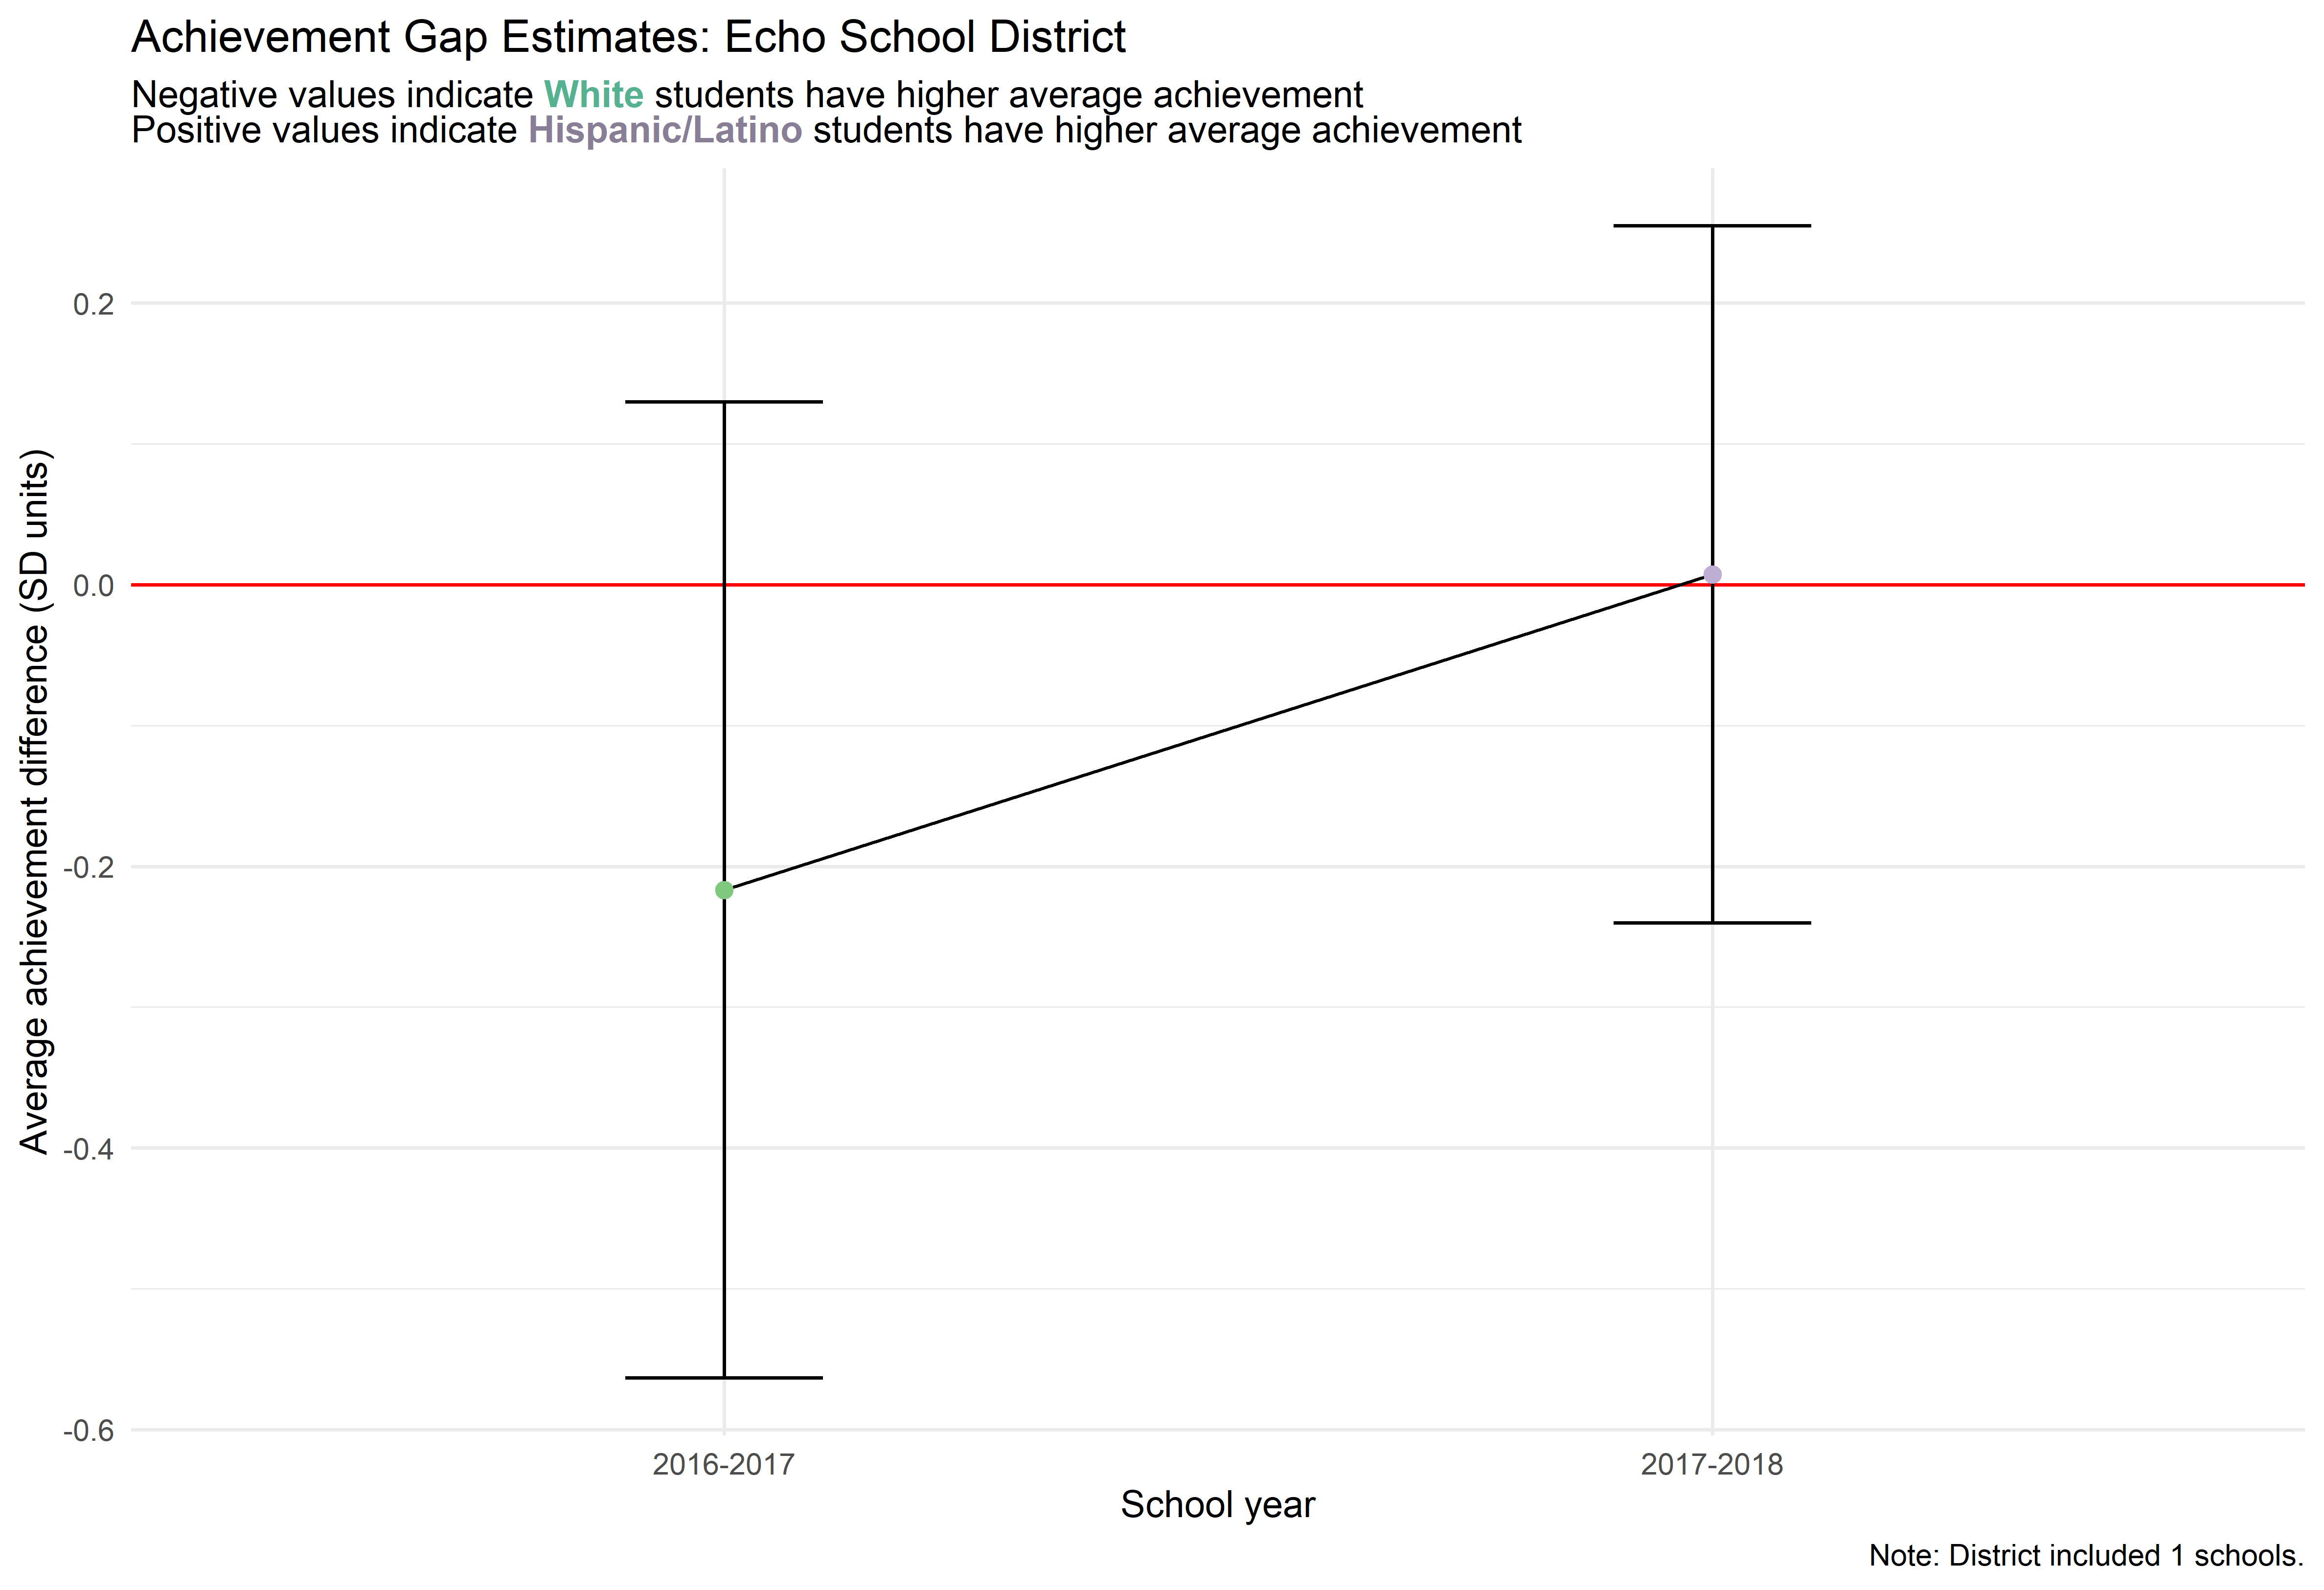 Achievement Gap Estimates: Echo School District
Negative values indicate White students have higher average achievement
Positive values indicate Hispanic/Latino students have higher average achievement
Average achievement difference (SD units)
0.2
0.0
-0.2
-0.4
-0.6
2016-2017
2017-2018
School year
Note: District included 1 schools.